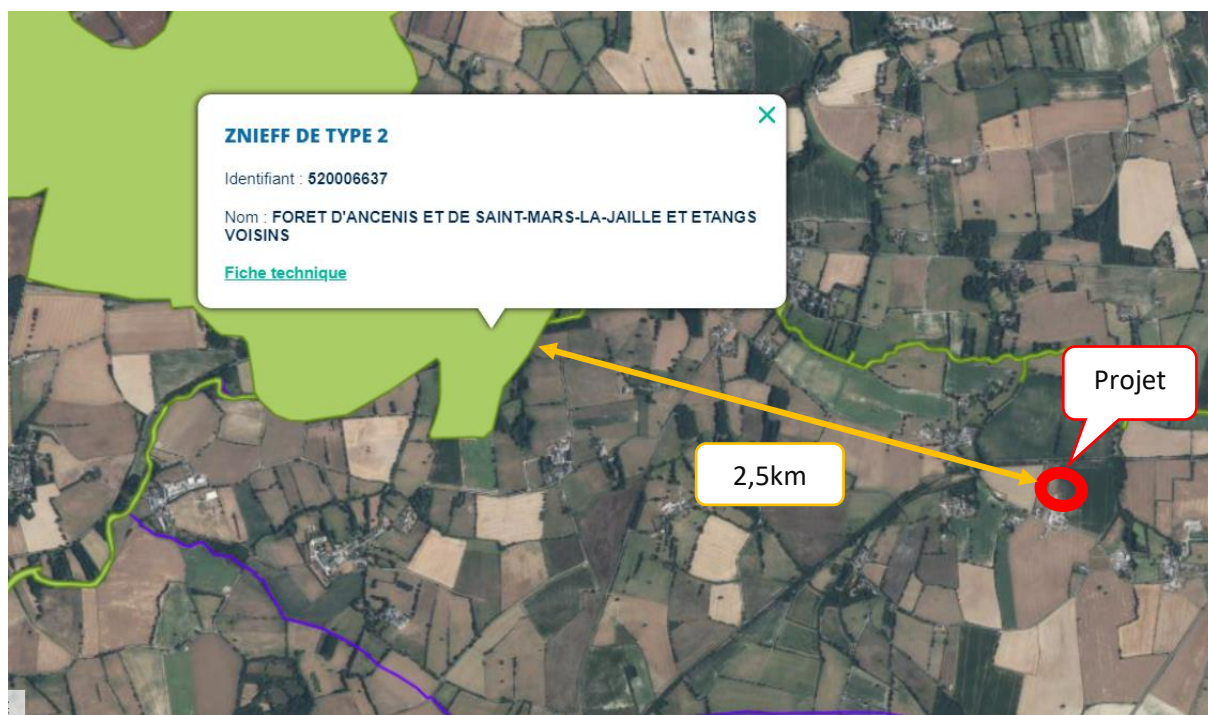 ZNIEFF DE TYPE 2
Identifiant : 520006637
Nom : FORET D'ANCENIS ET DE SAINT-MARS-LA-JAILLE ET ETANGS
VOISINS
Fiche technique
Projet
2,5km